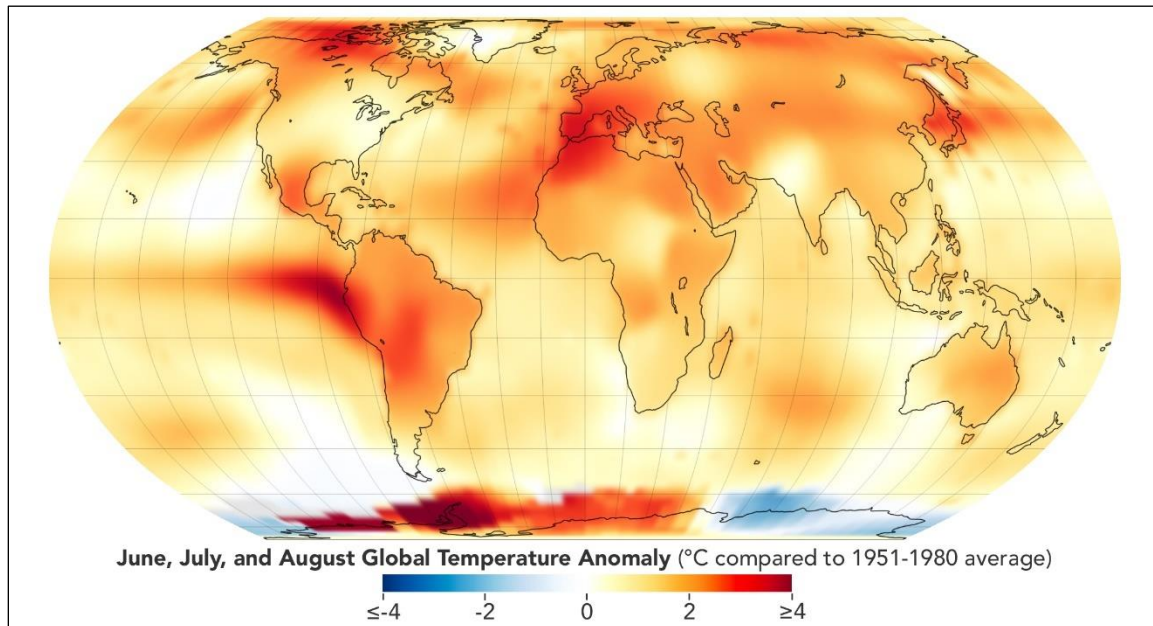 June, July, and August Global Temperature Anomaly (°C compared to 1951-1980 average)
≤-4 -2 0 2 ≥4